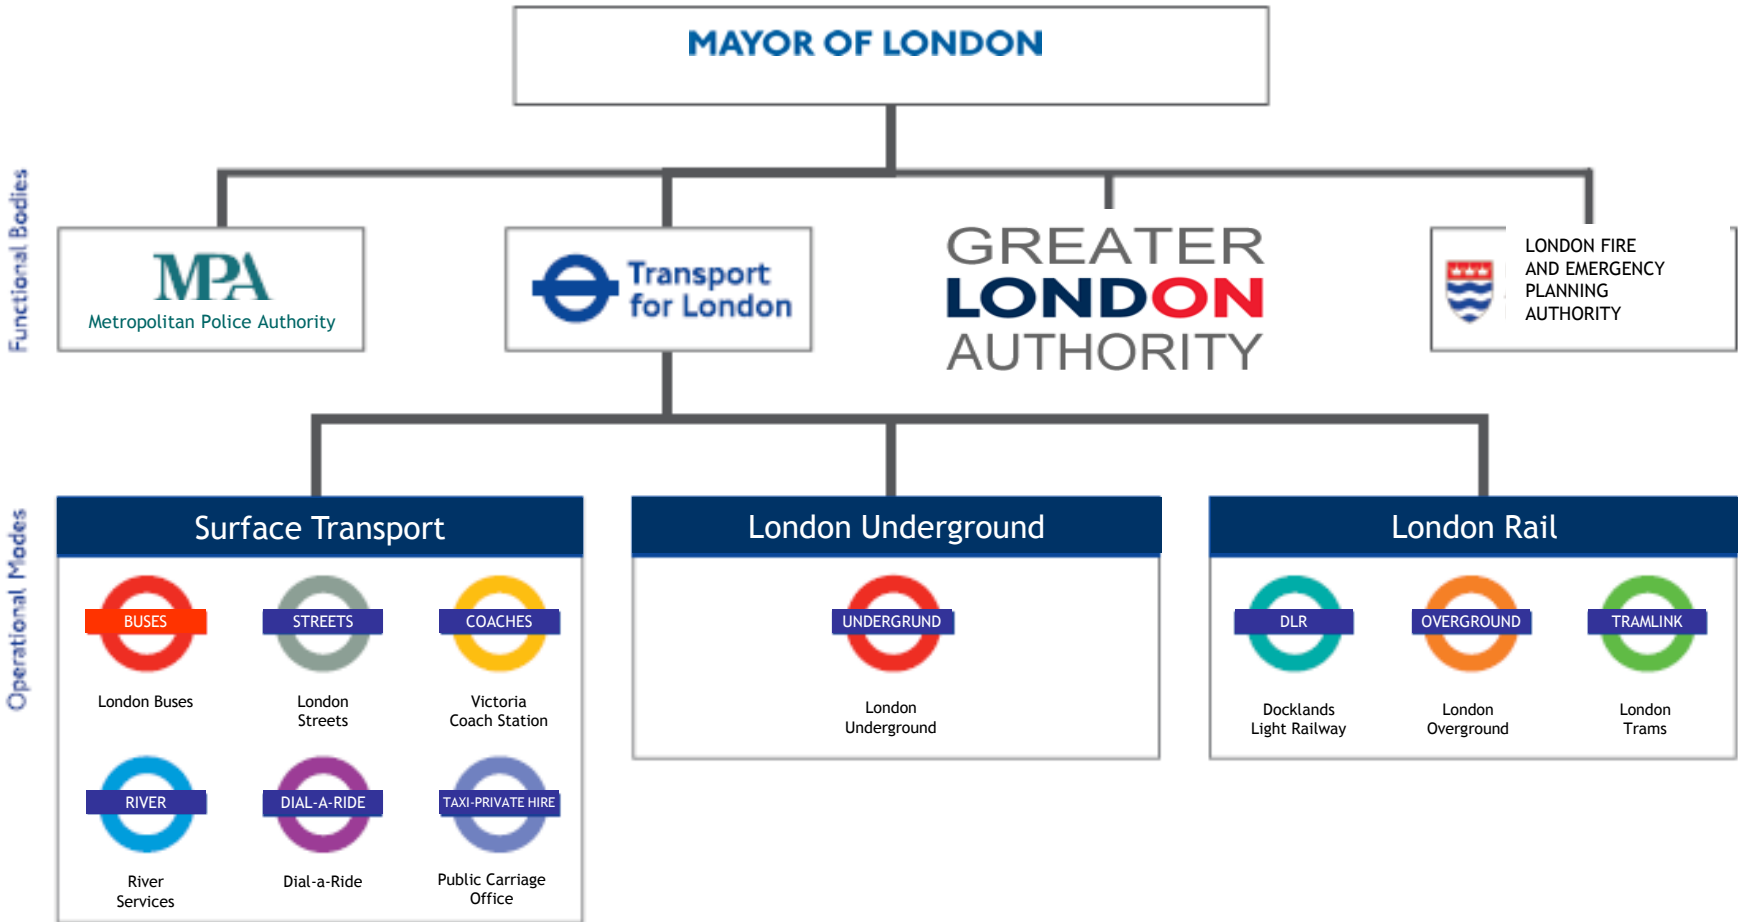 MAYOR OF LONDON
Functional Bodies
MPA
Metropolitan Police Authority
Transport
for London
GREATER
LONDON
AUTHORITY
LONDON FIRE
AND EMERGENCY
PLANNING
AUTHORITY
Operational Modes
Surface Transport
BUSES
London Buses
STREETS
London
Streets
COACHES
Victoria
Coach Station
RIVER
River
Services
DIAL-A-RIDE
Dial-a-Ride
TAXI-PRIVATE HIRE
Public Carriage
Office
London Underground
UNDERGRUND
London
Underground
London Rail
DLR
Docklands
Light Railway
OVERGROUND
London
Overground
TRAMLINK
London
Trams